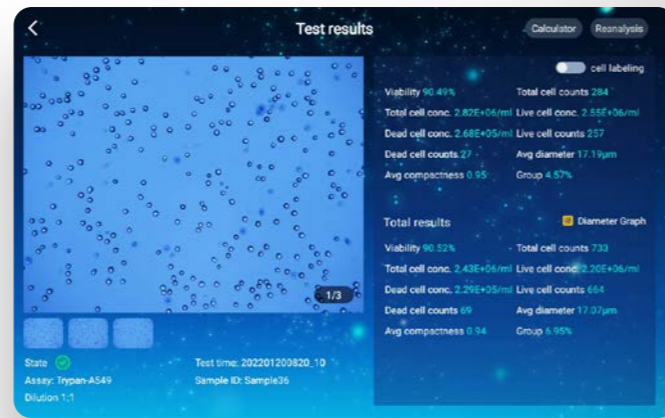 Test results
Calculator
Reanalysis
cell labeling
Viability 90.49% Total cell counts 284
Total cell conc. 2.82E+06/ml Live cell conc. 2.55E+06/ml
Dead cell conc. 2.68E+05/ml Live cell counts 257
Dead cell counts 27 Avg diameter 17.19μm
Avg compactness 0.95 Group 4.57%
Total results
Diameter Graph
Viability 90.52% Total cell counts 733
Total cell conc. 2.43E+06/ml Live cell conc. 2.20E+06/ml
Dead cell conc. 2.29E+05/ml Live cell counts 664
Dead cell counts 69 Avg diameter 17.07μm
Avg compactness 0.94 Group 6.95%
1/3
State Test time: 202201200820_10
Assay: Trypan-A549 Sample ID: Sample36
Dilution 1:1